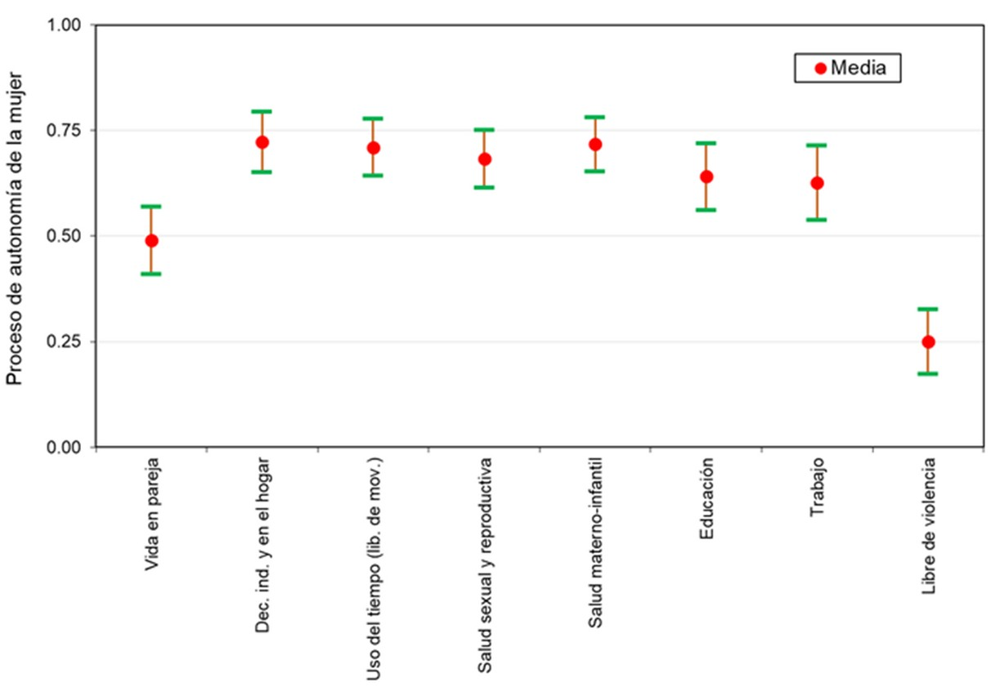 Proceso de autonomía de la mujer
1.00
0.75
0.50
0.25
0.00
Media
Vida en pareja
Dec. ind. y en el hogar
Uso del tiempo (lib. de mov.)
Salud sexual y reproductiva
Salud materno-infantil
Educación
Trabajo
Libre de violencia